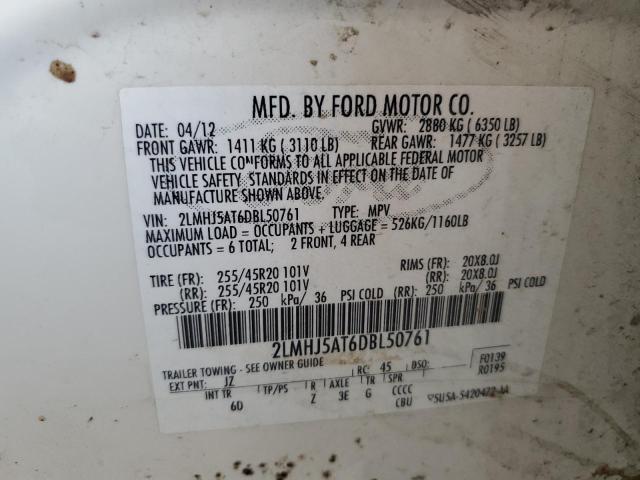 MFD. BY FORD MOTOR CO.
DATE: 04/12 GVWR: 2880 KG ( 6350 LB)
FRONT GAWR: 1411 KG ( 3110 LB) REAR GAWR: 1477 KG ( 3257 LB)
THIS VEHICLE CONFORMS TO ALL APPLICABLE FEDERAL MOTOR
VEHICLE SAFETY STANDARDS IN EFFECT ON THE DATE OF
MANUFACTURE SHOWN ABOVE.
VIN: 2LMHJ5AT6DBL50761 TYPE: MPV
MAXIMUM LOAD = OCCUPANTS + LUGGAGE = 526KG/1160LB
OCCUPANTS = 6 TOTAL; 2 FRONT, 4 REAR
TIRE (FR): 255/45R20 101V RIMS (FR): 20X8.0J
(RR): 255/45R20 101V (RR): 20X8.0J
PRESSURE (FR): 250 kPa/ 36 PSI COLD (RR): 250 kPa/ 36 PSI COLD
2LMHJ5AT6DBL50761
TRAILER TOWING - SEE OWNER GUIDE
EXT PNT: JZ RC: 45 DSO: F0139
R0195
INT TR TP/PS R AXLE TR SPR
6D Z 3E G CCCC
CBU 5USA-5420472-AA